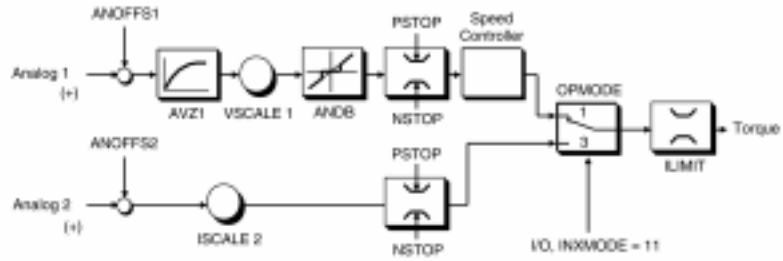 ANOFFS1
PSTOP
Speed
Controller
Analog 1
(+)
AVZ1
VSCALE 1
ANDB
NSTOP
OPMODE
1
3
Torque
ILIMIT
ANOFFS2
PSTOP
Analog 2
(+)
ISCALE 2
NSTOP
I/O, INXMODE = 11